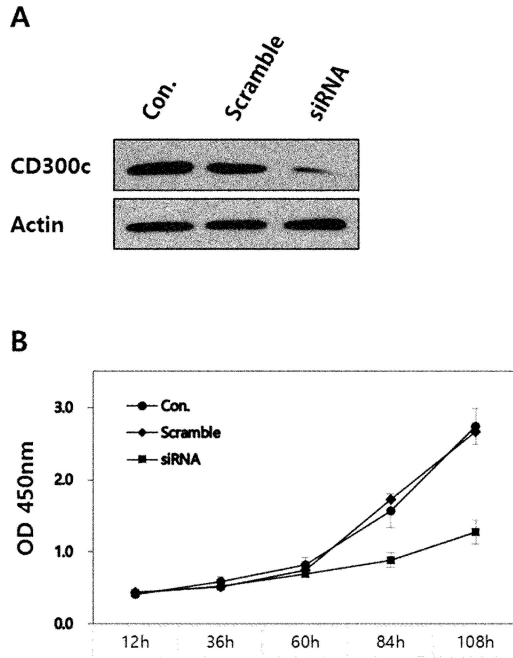 A
Con. Scramble siRNA
CD300c
Actin
B
Con.
Scramble
siRNA
OD 450nm
3.0
2.0
1.0
0.0
12h 36h 60h 84h 108h